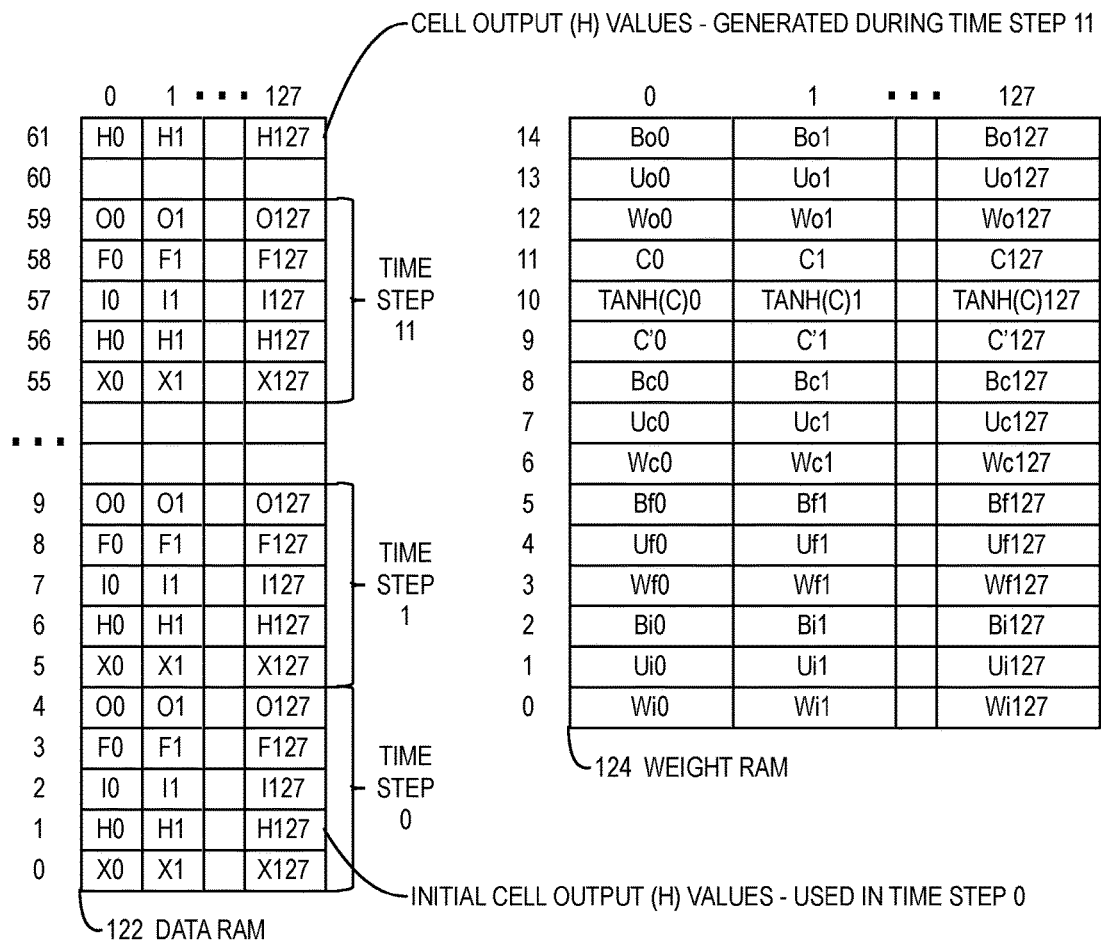 CELL OUTPUT (H) VALUES - GENERATED DURING TIME STEP 11
0 1 ▪ ▪ ▪ 127
61 H0 H1 H127
60
59 O0 O1 O127
58 F0 F1 F127
57 I0 I1 I127
56 H0 H1 H127
55 X0 X1 X127
TIME
STEP
11
▪ ▪ ▪
9 O0 O1 O127
8 F0 F1 F127
7 I0 I1 I127
6 H0 H1 H127
5 X0 X1 X127
TIME
STEP
1
4 O0 O1 O127
3 F0 F1 F127
2 I0 I1 I127
1 H0 H1 H127
0 X0 X1 X127
TIME
STEP
0
122 DATA RAM
INITIAL CELL OUTPUT (H) VALUES - USED IN TIME STEP 0
0 1 ▪ ▪ ▪ 127
14 Bo0 Bo1 Bo127
13 Uo0 Uo1 Uo127
12 Wo0 Wo1 Wo127
11 C0 C1 C127
10 TANH(C)0 TANH(C)1 TANH(C)127
9 C’0 C’1 C’127
8 Bc0 Bc1 Bc127
7 Uc0 Uc1 Uc127
6 Wc0 Wc1 Wc127
5 Bf0 Bf1 Bf127
4 Uf0 Uf1 Uf127
3 Wf0 Wf1 Wf127
2 Bi0 Bi1 Bi127
1 Ui0 Ui1 Ui127
0 Wi0 Wi1 Wi127
124 WEIGHT RAM